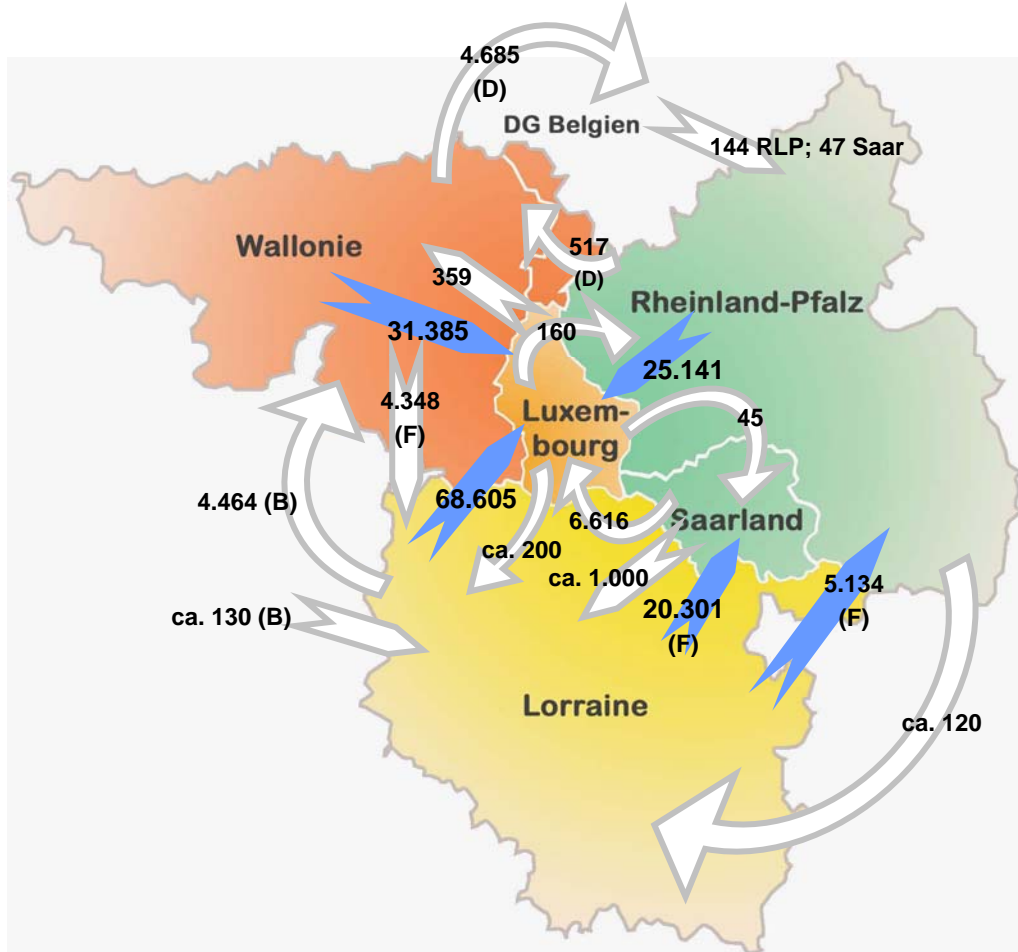 4.685
(D)
DG Belgien
144 RLP; 47 Saar
Wallonie
517
(D)
359
Rheinland-Pfalz
31.385
160
25.141
4.348
(F)
Luxem-
bourg
45
4.464 (B)
68.605
6.616
Saarland
ca. 200
ca. 1.000
5.134
(F)
20.301
(F)
ca. 130 (B)
Lorraine
ca. 120